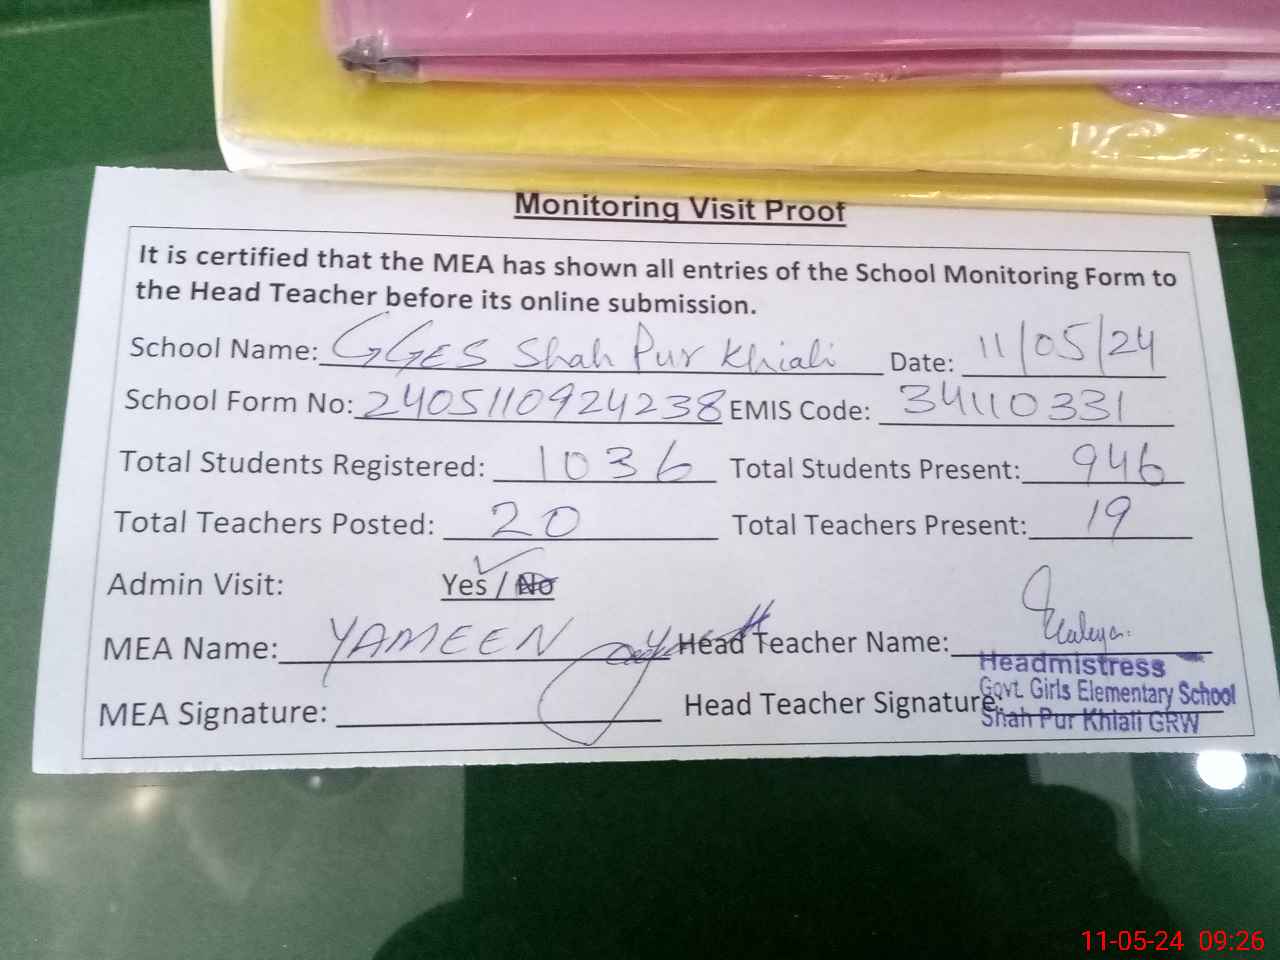 Monitoring Visit Proof
It is certified that the MEA has shown all entries of the School Monitoring Form to
the Head Teacher before its online submission.
School Name: GGES Shah Pur Khiali Date: 11/05/24
School Form No: 2405110924238 EMIS Code: 34110331
Total Students Registered: 1036 Total Students Present: 946
Total Teachers Posted: 20 Total Teachers Present: 19
Admin Visit: Yes / No
MEA Name: YAMEEN Head Teacher Name:
MEA Signature: Head Teacher Signature:
Headmistress
Govt. Girls Elementary School
Shah Pur Khiali GRW
11-05-24 09:26